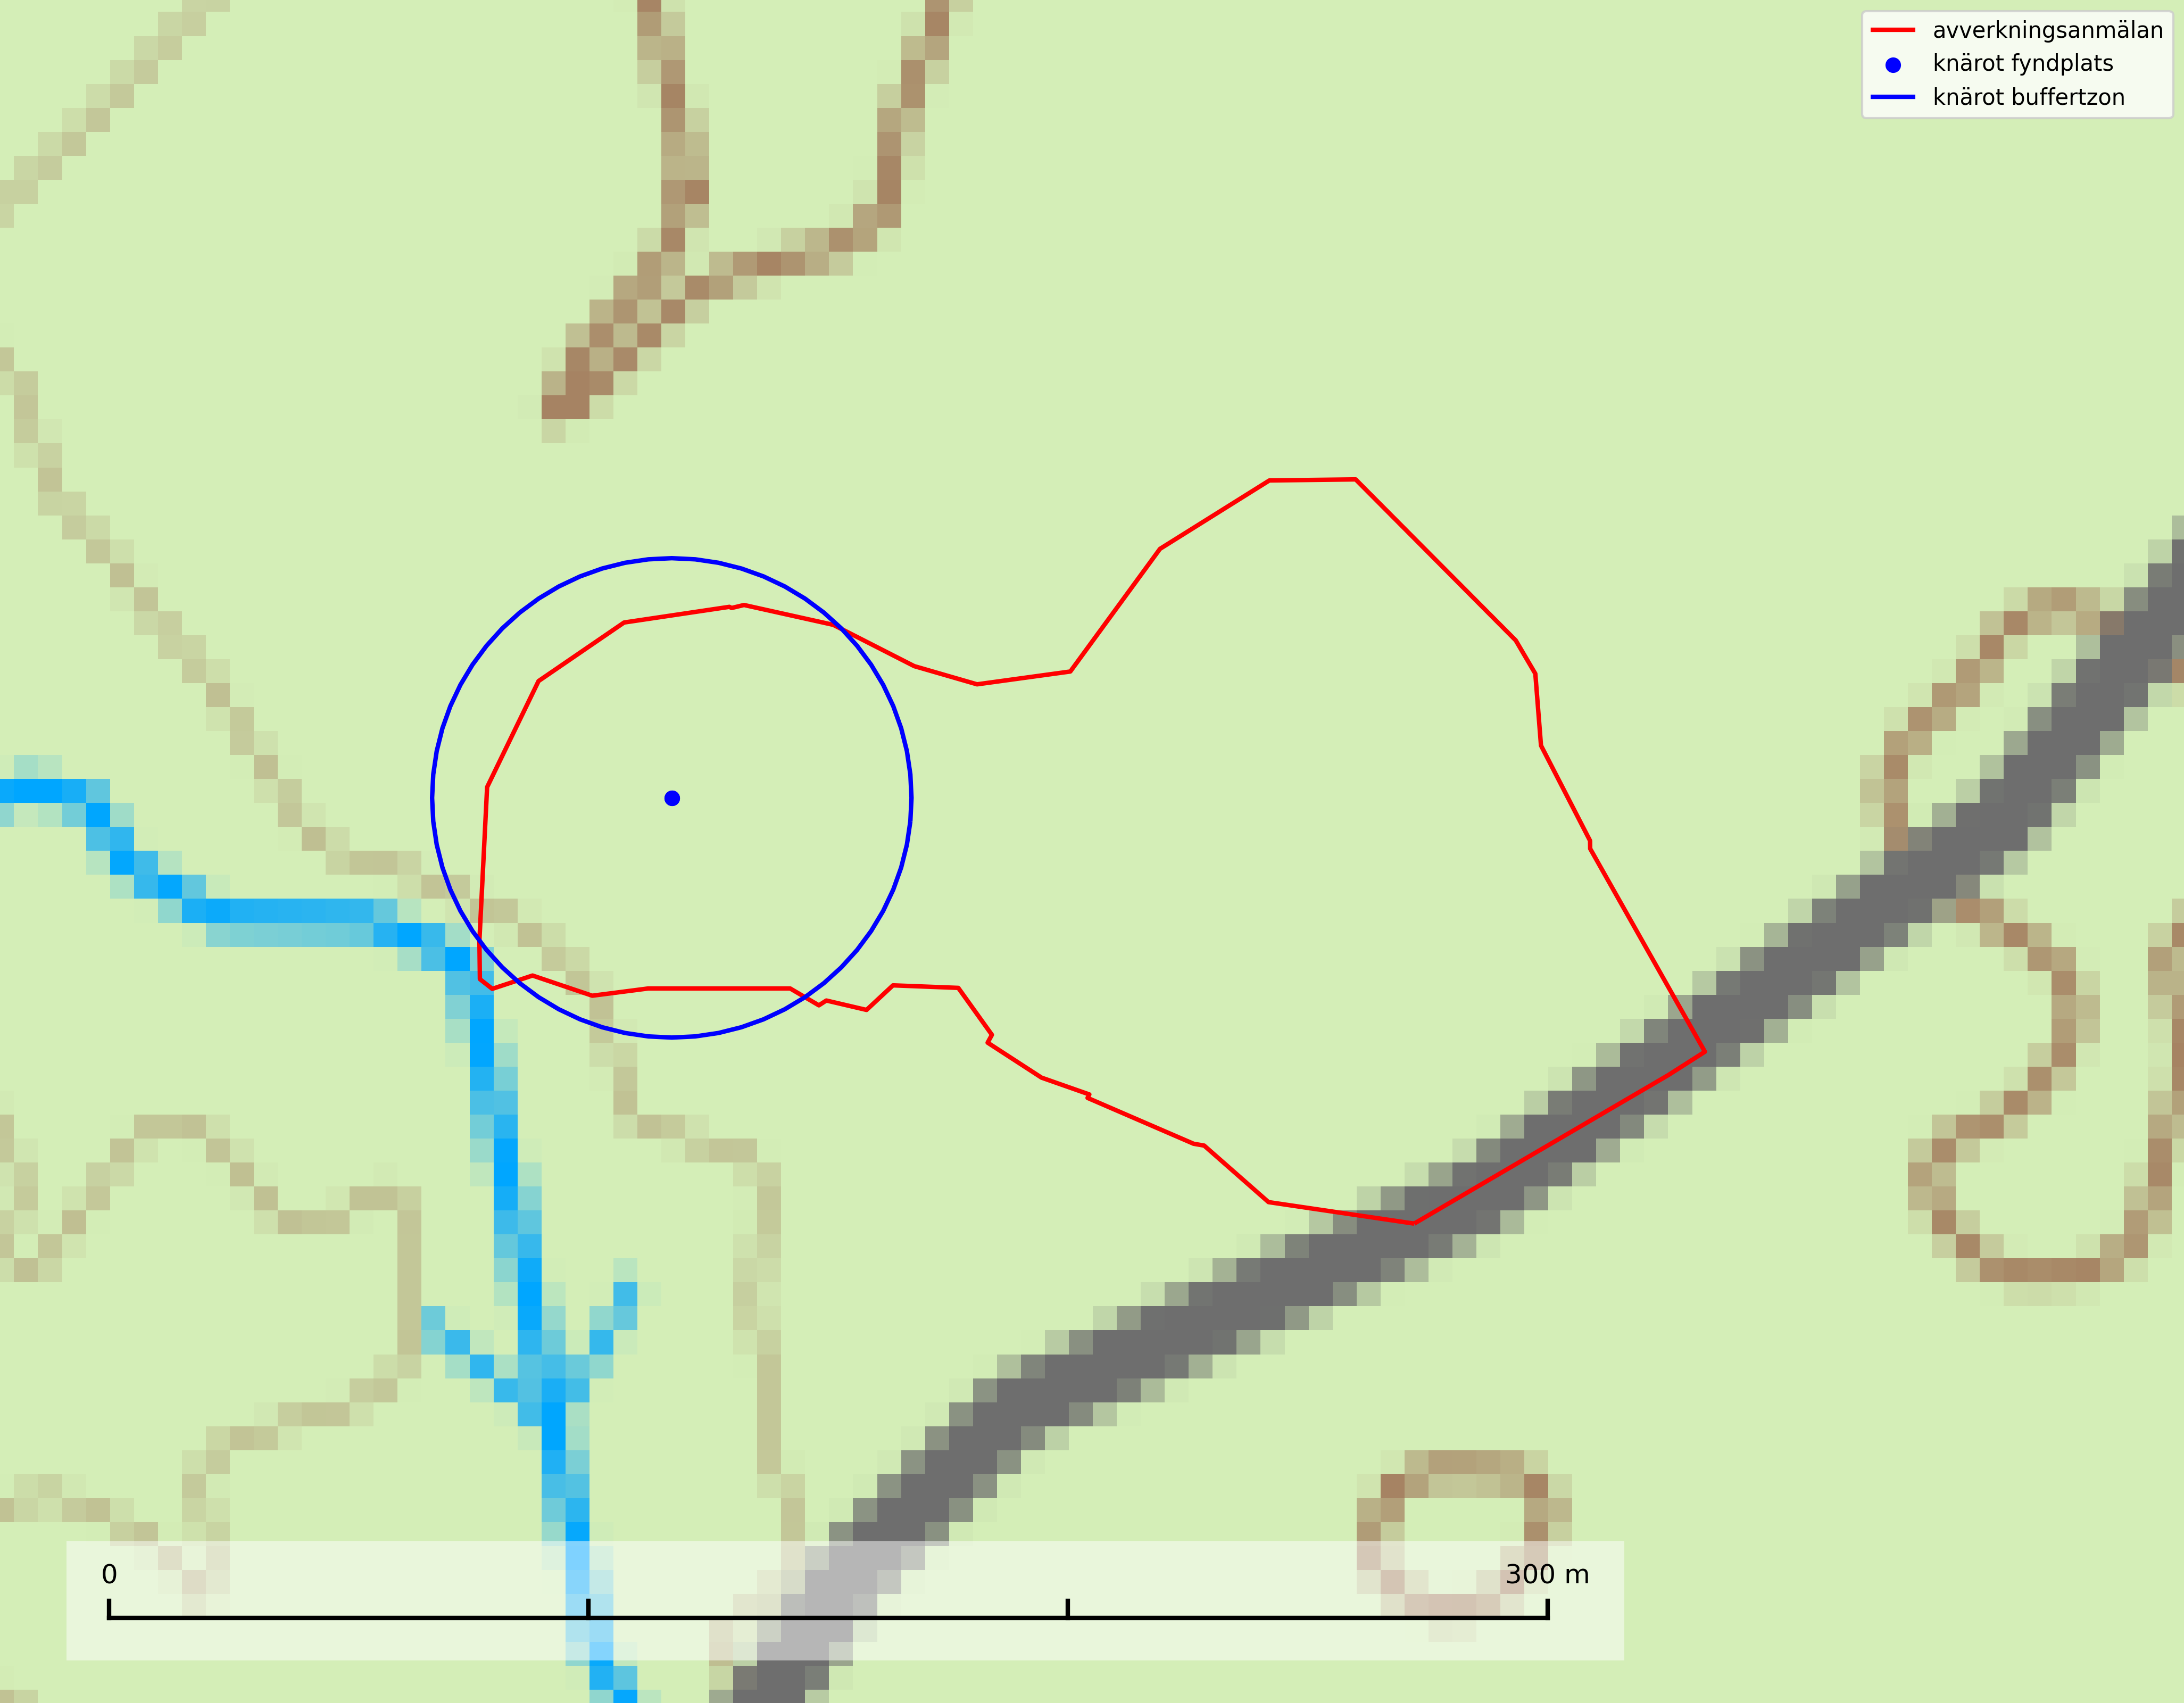 avverkningsanmälan
knärot fyndplats
knärot buffertzon
0
300 m